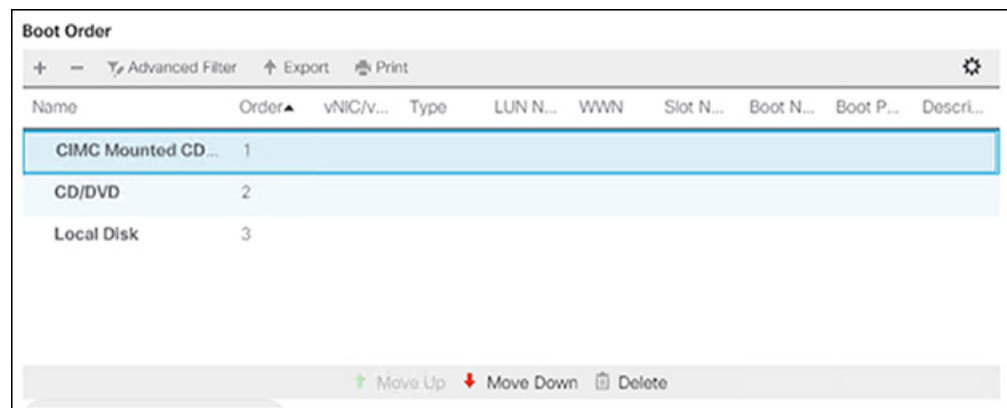 Boot Order
+ − Advanced Filter Export Print
Name Order vNIC/v... Type LUN N... WWN Slot N... Boot N... Boot P... Descri...
CIMC Mounted CD... 1
CD/DVD 2
Local Disk 3
Move Up Move Down Delete